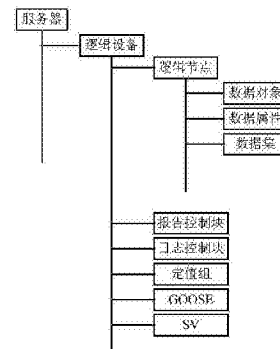 服务器
逻辑设备
逻辑节点
数据对象
数据属性
数据集
报告控制块
日志控制块
定值组
GOOSE
SV